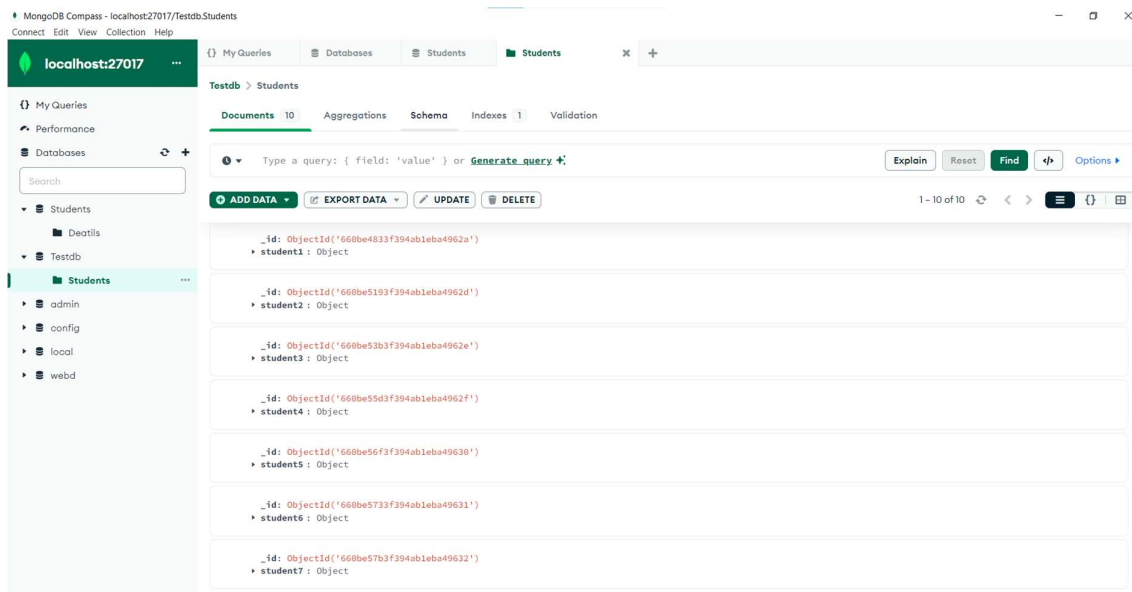 MongoDB Compass - localhost:27017/Testdb.Students
Connect Edit View Collection Help
localhost:27017 ...
{} My Queries Databases Students Students
Testdb > Students
{} My Queries
Performance
Databases
Search
Students
Deatils
Testdb
Students ...
admin
config
local
webd
Documents 10 Aggregations Schema Indexes 1 Validation
Type a query: { field: 'value' } or Generate query
Explain Reset Find </> Options
ADD DATA EXPORT DATA UPDATE DELETE
1 – 10 of 10 {}
_id: ObjectId('660be4833f394ab1eba4962a')
student1 : Object
_id: ObjectId('660be5193f394ab1eba4962d')
student2 : Object
_id: ObjectId('660be53b3f394ab1eba4962e')
student3 : Object
_id: ObjectId('660be55d3f394ab1eba4962f')
student4 : Object
_id: ObjectId('660be56f3f394ab1eba49630')
student5 : Object
_id: ObjectId('660be5733f394ab1eba49631')
student6 : Object
_id: ObjectId('660be57b3f394ab1eba49632')
student7 : Object